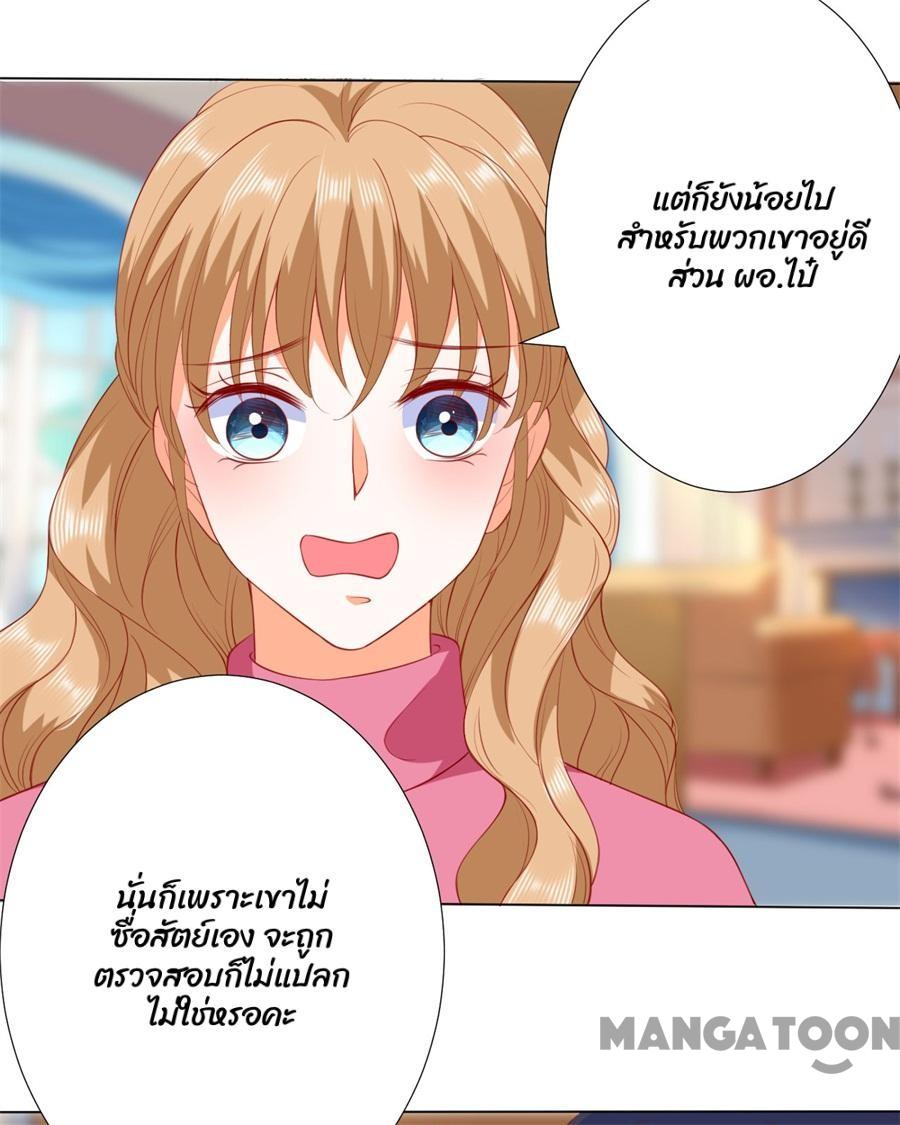 แต่ก็ยังน้อยไป
สำหรับพวกเขาอยู่ดี
ส่วน ผอ.ไป๋
นั่นก็เพราะเขาไม่
ซื่อสัตย์เอง จะถูก
ตรวจสอบก็ไม่แปลก
ไม่ใช่หรอคะ
MANGATOON